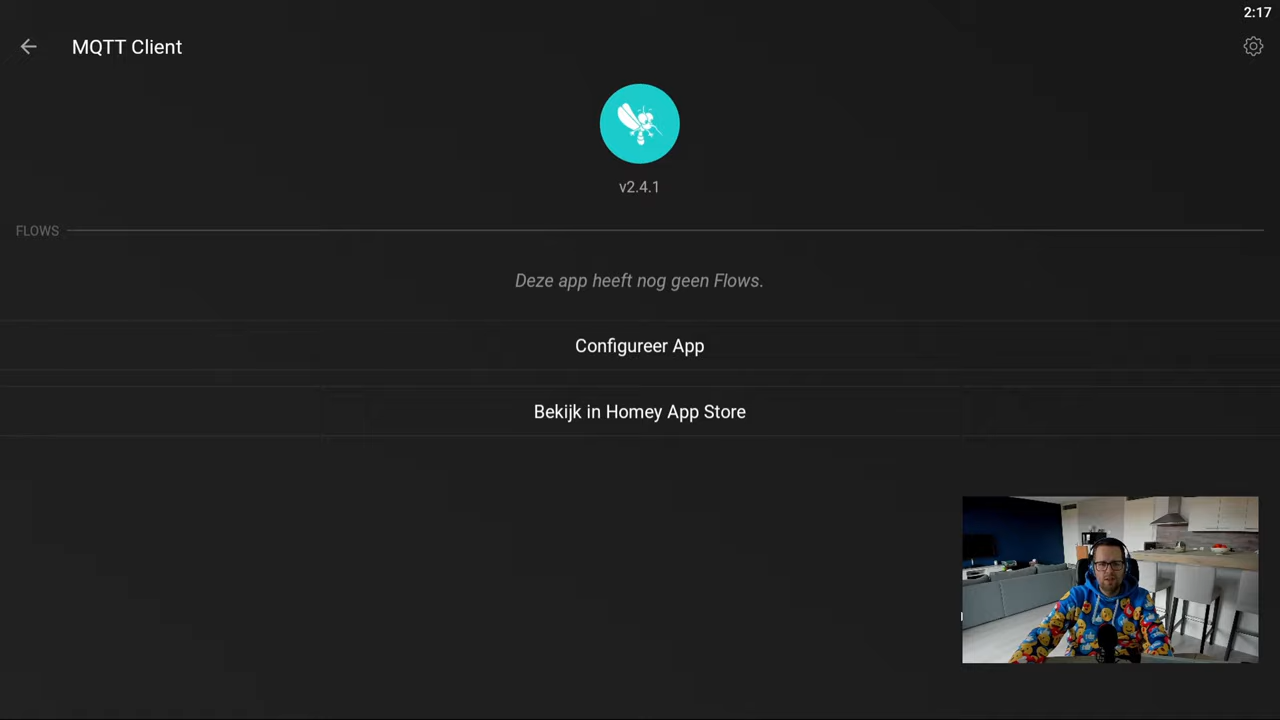 2:17
MQTT Client
v2.4.1
FLOWS
Deze app heeft nog geen Flows.
Configureer App
Bekijk in Homey App Store